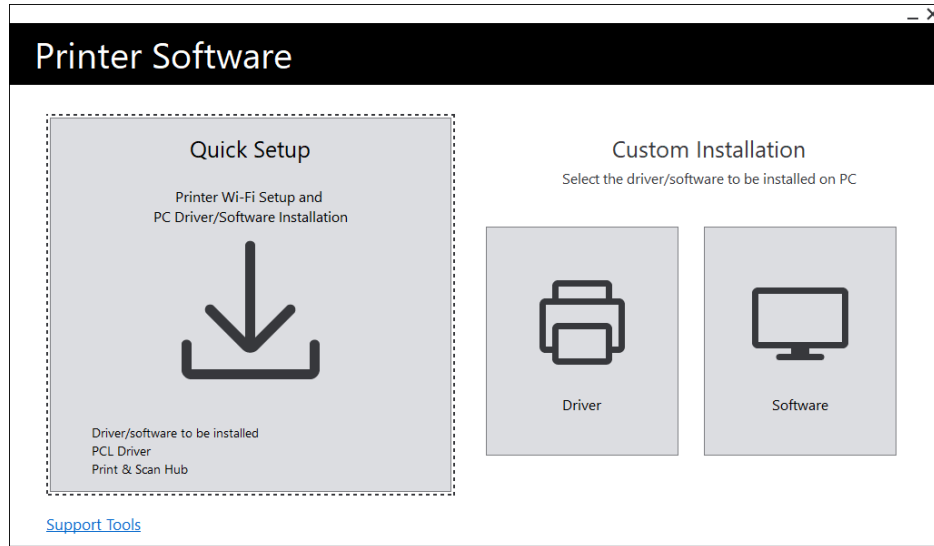 Printer Software
Quick Setup
Printer Wi-Fi Setup and
PC Driver/Software Installation
Driver/software to be installed
PCL Driver
Print & Scan Hub
Custom Installation
Select the driver/software to be installed on PC
Driver
Software
Support Tools